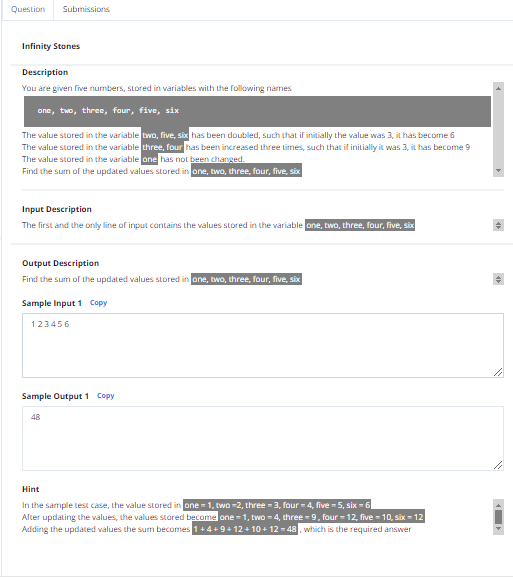 Question Submissions
Infinity Stones
Description
You are given five numbers, stored in variables with the following names
one, two, three, four, five, six
The value stored in the variable two, five, six has been doubled, such that if initially the value was 3, it has become 6
The value stored in the variable three, four has been increased three times, such that if initially it was 3, it has become 9
The value stored in the variable one has not been changed.
Find the sum of the updated values stored in one, two, three, four, five, six
Input Description
The first and the only line of input contains the values stored in the variable one, two, three, four, five, six
Output Description
Find the sum of the updated values stored in one, two, three, four, five, six
Sample Input 1 Copy
1 2 3 4 5 6
Sample Output 1 Copy
48
Hint
In the sample test case, the value stored in one = 1, two =2, three = 3, four = 4, five = 5, six = 6
After updating the values, the values stored become one = 1, two = 4, three = 9 , four = 12, five = 10, six = 12
Adding the updated values the sum becomes 1 + 4 + 9 + 12 + 10 + 12 = 48 , which is the required answer